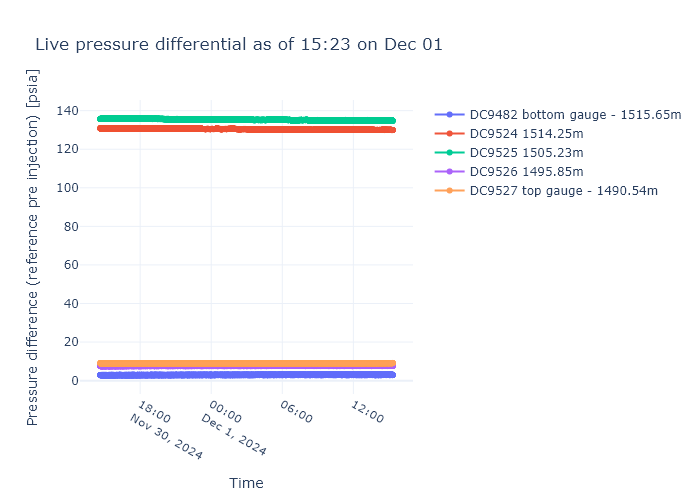 Live pressure differential as of 15:23 on Dec 01
Pressure difference (reference pre injection) [psia]
140
120
100
80
60
40
20
0
18:00
Nov 30, 2024
00:00
Dec 1, 2024
06:00
12:00
Time
DC9482 bottom gauge - 1515.65m
DC9524 1514.25m
DC9525 1505.23m
DC9526 1495.85m
DC9527 top gauge - 1490.54m